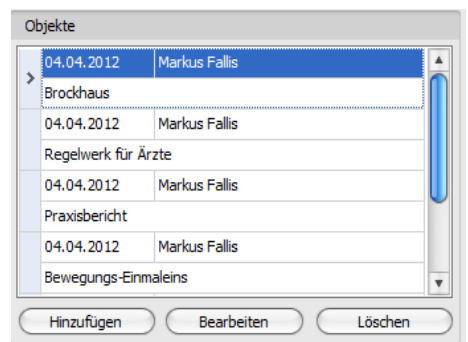 Objekte
04.04.2012 Markus Fallis
Brockhaus
04.04.2012 Markus Fallis
Regelwerk für Ärzte
04.04.2012 Markus Fallis
Praxisbericht
04.04.2012 Markus Fallis
Bewegungs-Einmaleins
Hinzufügen Bearbeiten Löschen